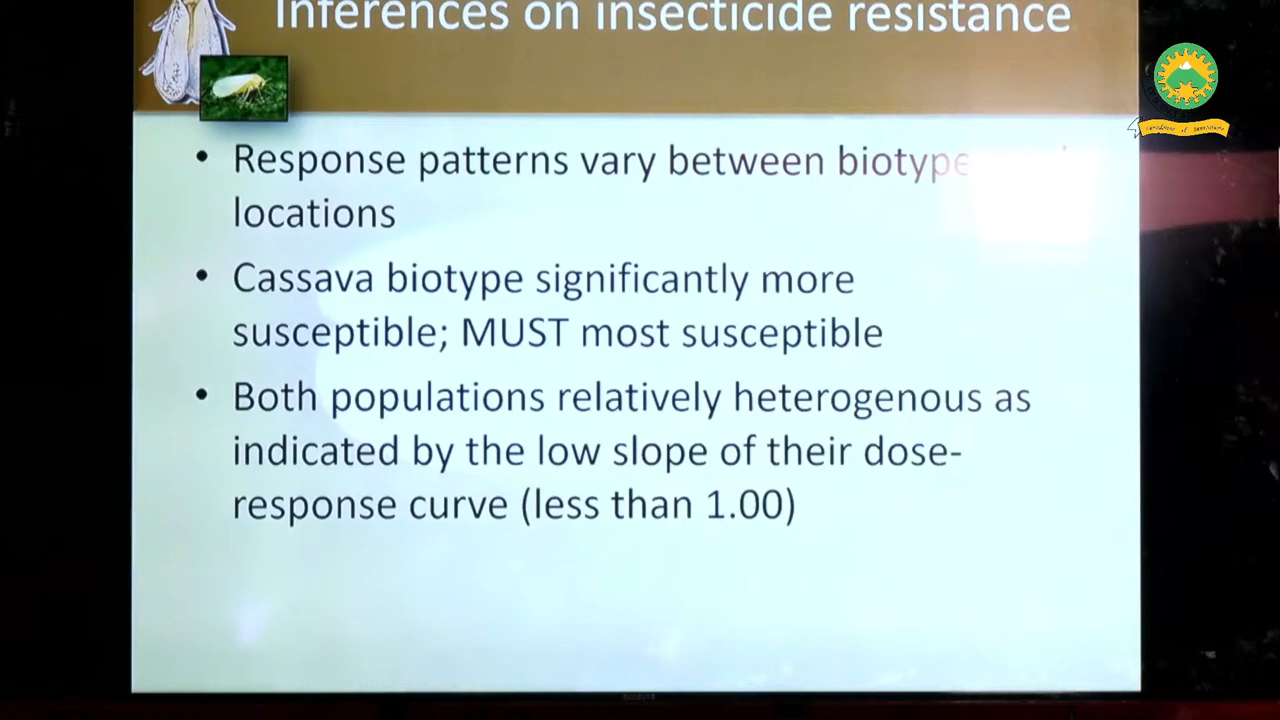 Inferences on insecticide resistance
• Response patterns vary between
locations
• Cassava biotype significantly more
susceptible; MUST most susceptible
• Both populations relatively heterogenous as
indicated by the low slope of their dose-
response curve (less than 1.00)